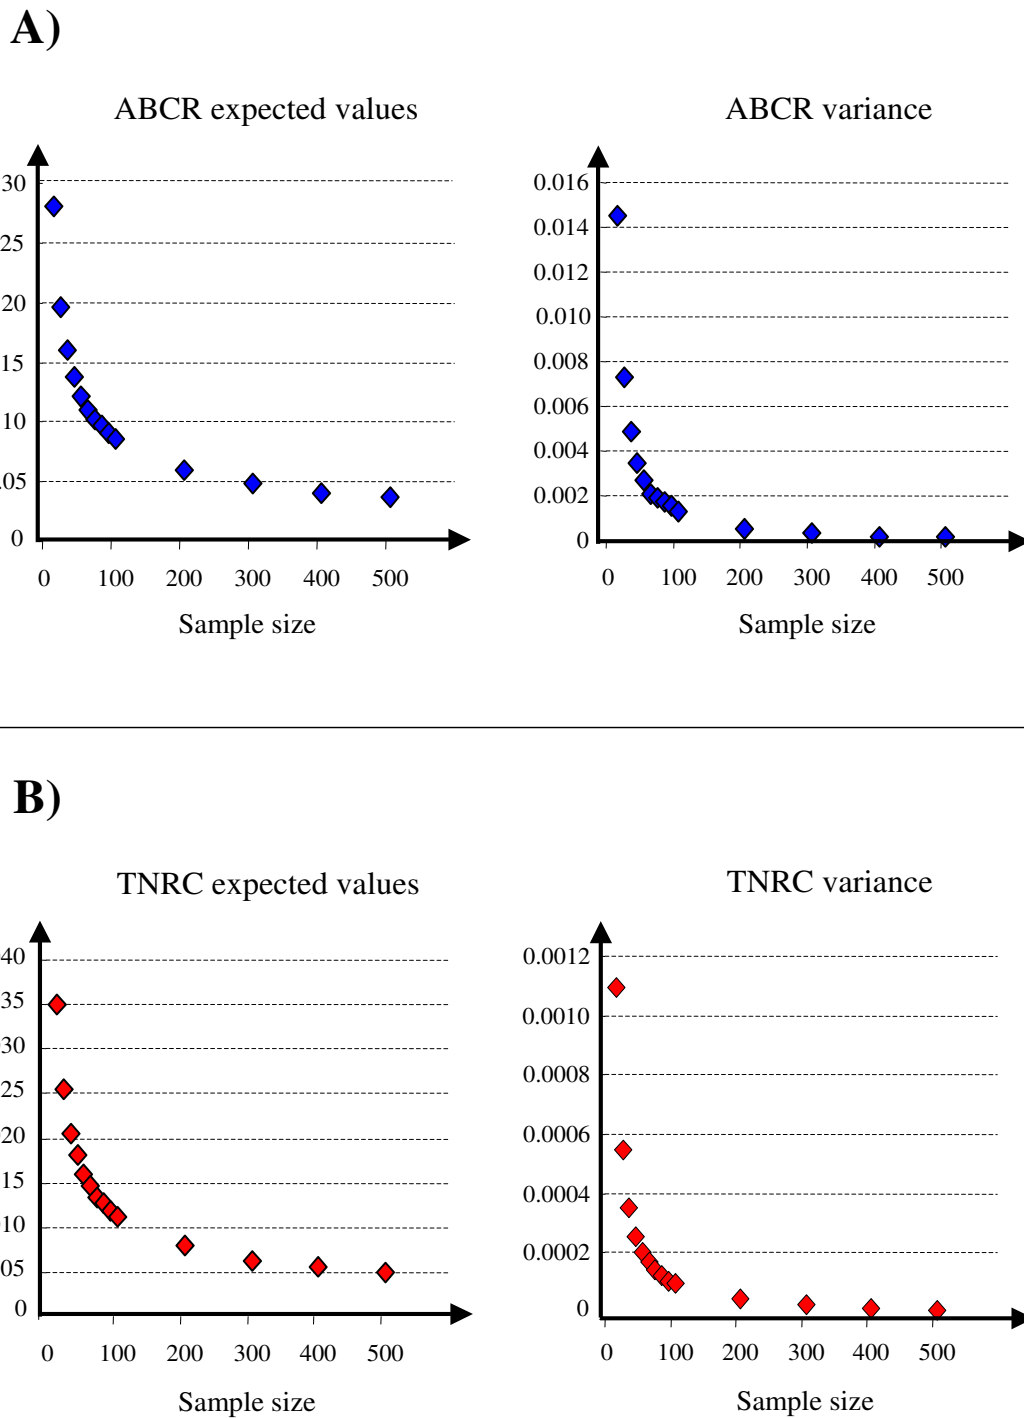 A)
ABCR expected values
30
25
20
15
10
.05
0
0 100 200 300 400 500
Sample size
ABCR variance
0.016
0.014
0.012
0.010
0.008
0.006
0.004
0.002
0
0 100 200 300 400 500
Sample size
B)
TNRC expected values
40
35
30
25
20
15
10
05
0
0 100 200 300 400 500
Sample size
TNRC variance
0.0012
0.0010
0.0008
0.0006
0.0004
0.0002
0
0 100 200 300 400 500
Sample size